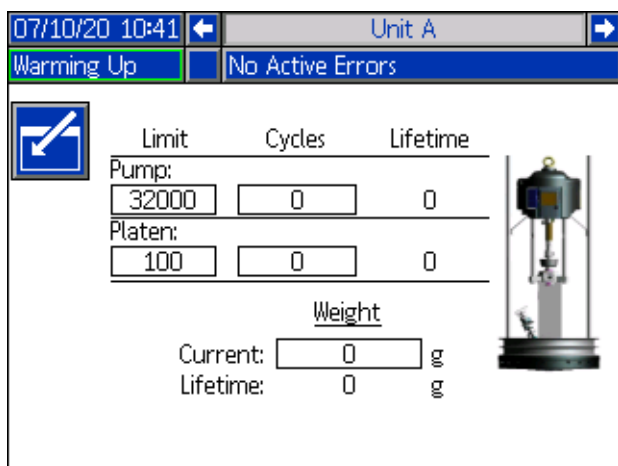 07/10/20 10:41 Unit A
Warming Up No Active Errors
Limit Cycles Lifetime
Pump:
32000 0 0
Platen:
100 0 0
Weight
Current: 0 g
Lifetime: 0 g